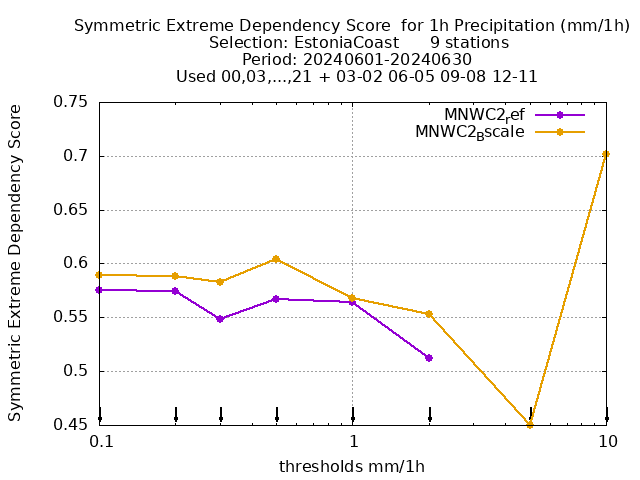 Symmetric Extreme Dependency Score  for 1h Precipitation (mm/1h)
Selection: EstoniaCoast      9 stations
Period: 20240601-20240630
Used 00,03,...,21 + 03-02 06-05 09-08 12-11
MNWC2ref
MNWC2Bscale
Symmetric Extreme Dependency Score
0.75
0.7
0.65
0.6
0.55
0.5
0.45
0.1
1
10
thresholds mm/1h